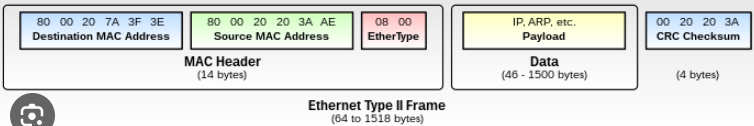 80 00 20 7A 3F 3E
Destination MAC Address
80 00 20 20 3A AE
Source MAC Address
08 00
EtherType
MAC Header
(14 bytes)
IP, ARP, etc.
Payload
Data
(46 - 1500 bytes)
00 20 20 3A
CRC Checksum
(4 bytes)
Ethernet Type II Frame
(64 to 1518 bytes)